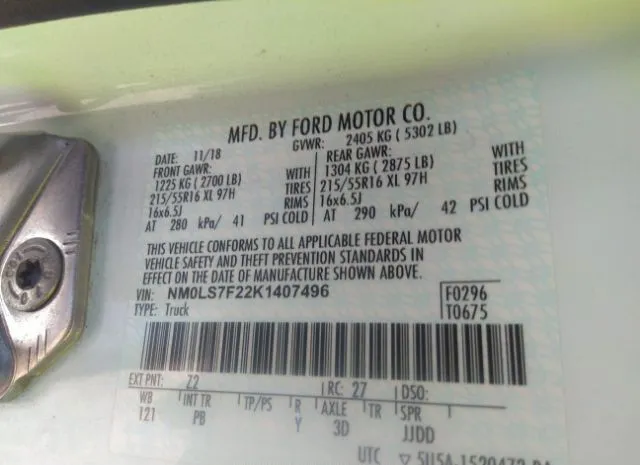 MFD. BY FORD MOTOR CO.
DATE: 11/18 GVWR: 2405 KG ( 5302 LB)
FRONT GAWR: WITH REAR GAWR: WITH
1225 KG ( 2700 LB) TIRES 1304 KG ( 2875 LB) TIRES
215/55R16 XL 97H RIMS 215/55R16 XL 97H RIMS
16x6.5J 16x6.5J
AT 280 kPa/ 41 PSI COLD AT 290 kPa/ 42 PSI COLD
THIS VEHICLE CONFORMS TO ALL APPLICABLE FEDERAL MOTOR
VEHICLE SAFETY AND THEFT PREVENTION STANDARDS IN
EFFECT ON THE DATE OF MANUFACTURE SHOWN ABOVE.
VIN: NM0LS7F22K1407496 F0296
TYPE: Truck T0675
EXT PNT: Z2 RC: 27 DSO:
WB INT TR TP/PS R AXLE TR SPR
121 PB Y 3D JJDD
UTC